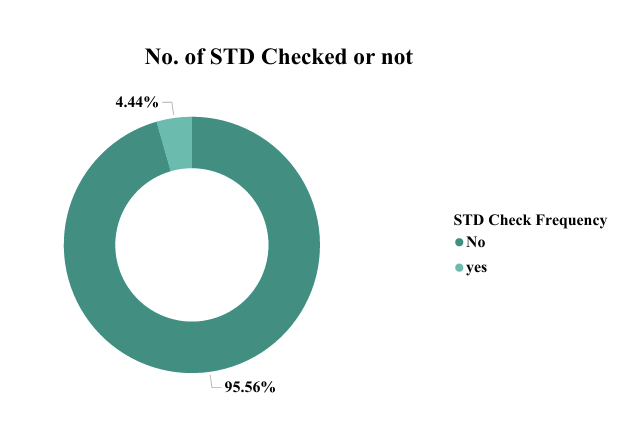 No. of STD Checked or not
4.44%
STD Check Frequency
No
yes
95.56%